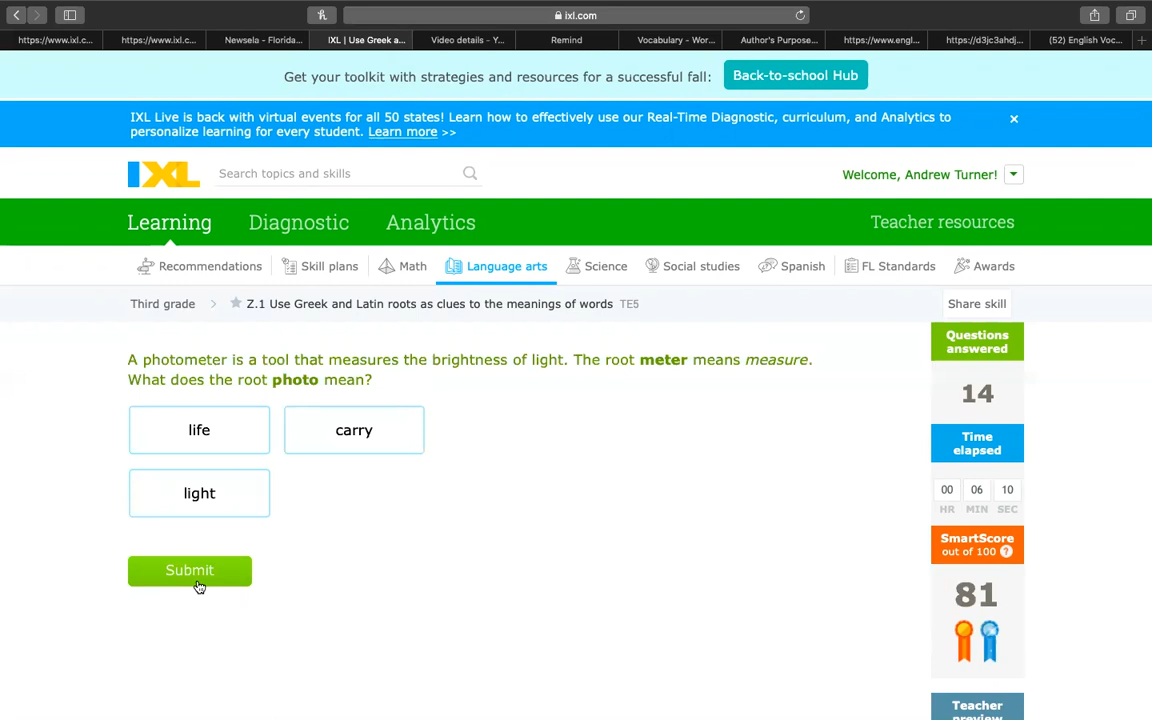 ixl.com
https://www.ixl.c...
https://www.ixl.c...
Newsela - Florida...
IXL | Use Greek a...
Video details - Y...
Remind
Vocabulary - Wor...
Author's Purpose...
https://www.engl...
https://d3jc3ahdj...
(52) English Voc...
Get your toolkit with strategies and resources for a successful fall: Back-to-school Hub
IXL Live is back with virtual events for all 50 states! Learn how to effectively use our Real-Time Diagnostic, curriculum, and Analytics to
personalize learning for every student. Learn more >>
IXL
Search topics and skills
Welcome, Andrew Turner!
Learning
Diagnostic
Analytics
Teacher resources
Recommendations
Skill plans
Math
Language arts
Science
Social studies
Spanish
FL Standards
Awards
Third grade
Z.1 Use Greek and Latin roots as clues to the meanings of words TE5
Share skill
A photometer is a tool that measures the brightness of light. The root meter means measure.
What does the root photo mean?
life
carry
light
Submit
Questions
answered
14
Time
elapsed
00 06 10
HR MIN SEC
SmartScore
out of 100 ?
81
Teacher
preview